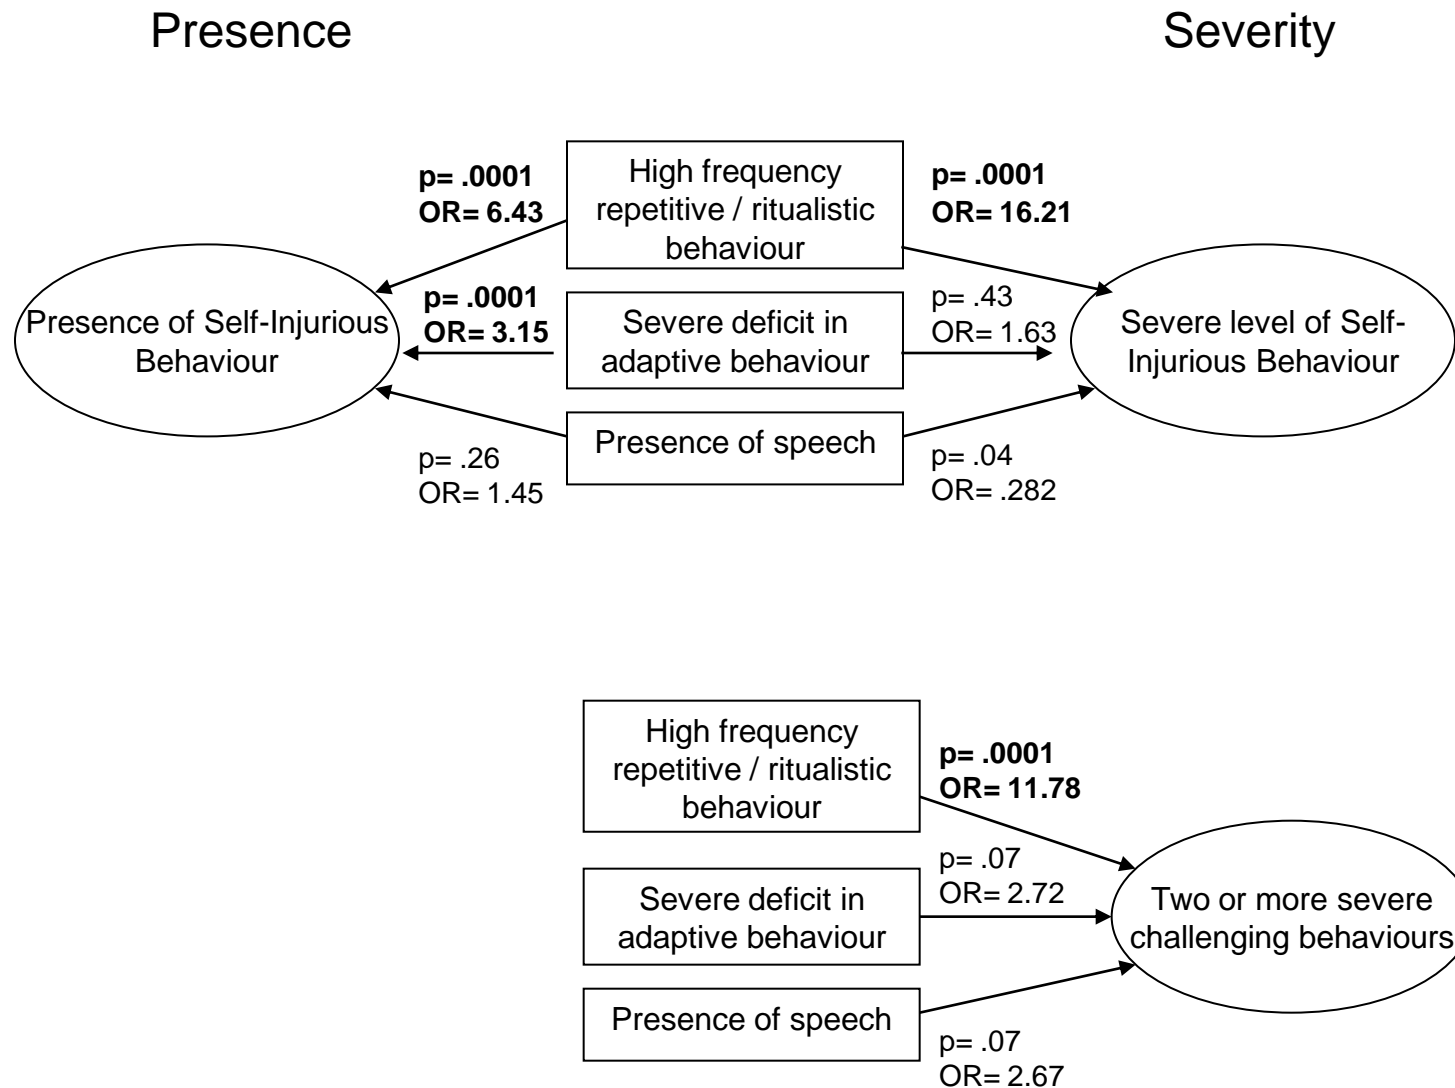 Presence
Severity
p= .0001
OR= 6.43
High frequency
repetitive / ritualistic
behaviour
p= .0001
OR= 16.21
Presence of Self-Injurious
Behaviour
p= .0001
OR= 3.15
Severe deficit in
adaptive behaviour
p= .43
OR= 1.63
Severe level of Self-
Injurious Behaviour
p= .26
OR= 1.45
Presence of speech
p= .04
OR= .282
High frequency
repetitive / ritualistic
behaviour
p= .0001
OR= 11.78
Severe deficit in
adaptive behaviour
p= .07
OR= 2.72
Two or more severe
challenging behaviours
Presence of speech
p= .07
OR= 2.67